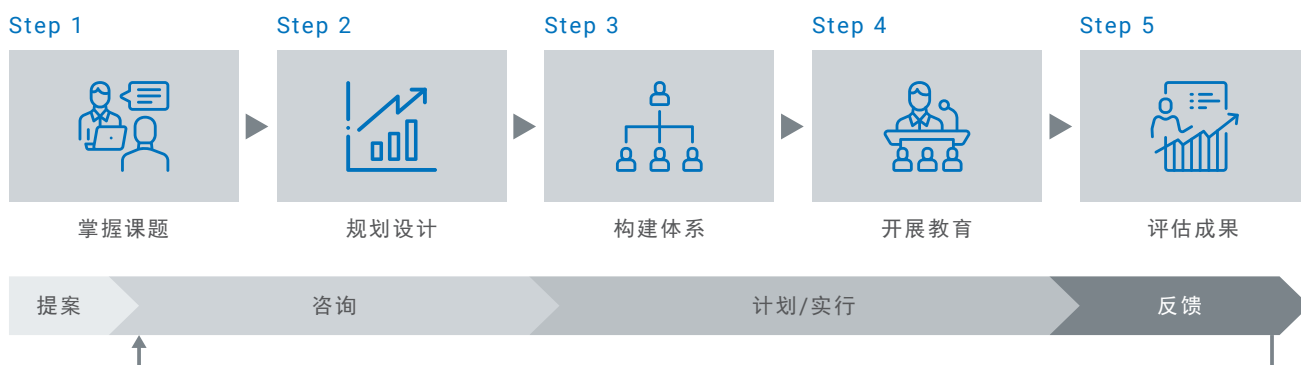 Step 1
Step 2
Step 3
Step 4
Step 5
掌握课题
规划设计
构建体系
开展教育
评估成果
提案
咨询
计划/实行
反馈